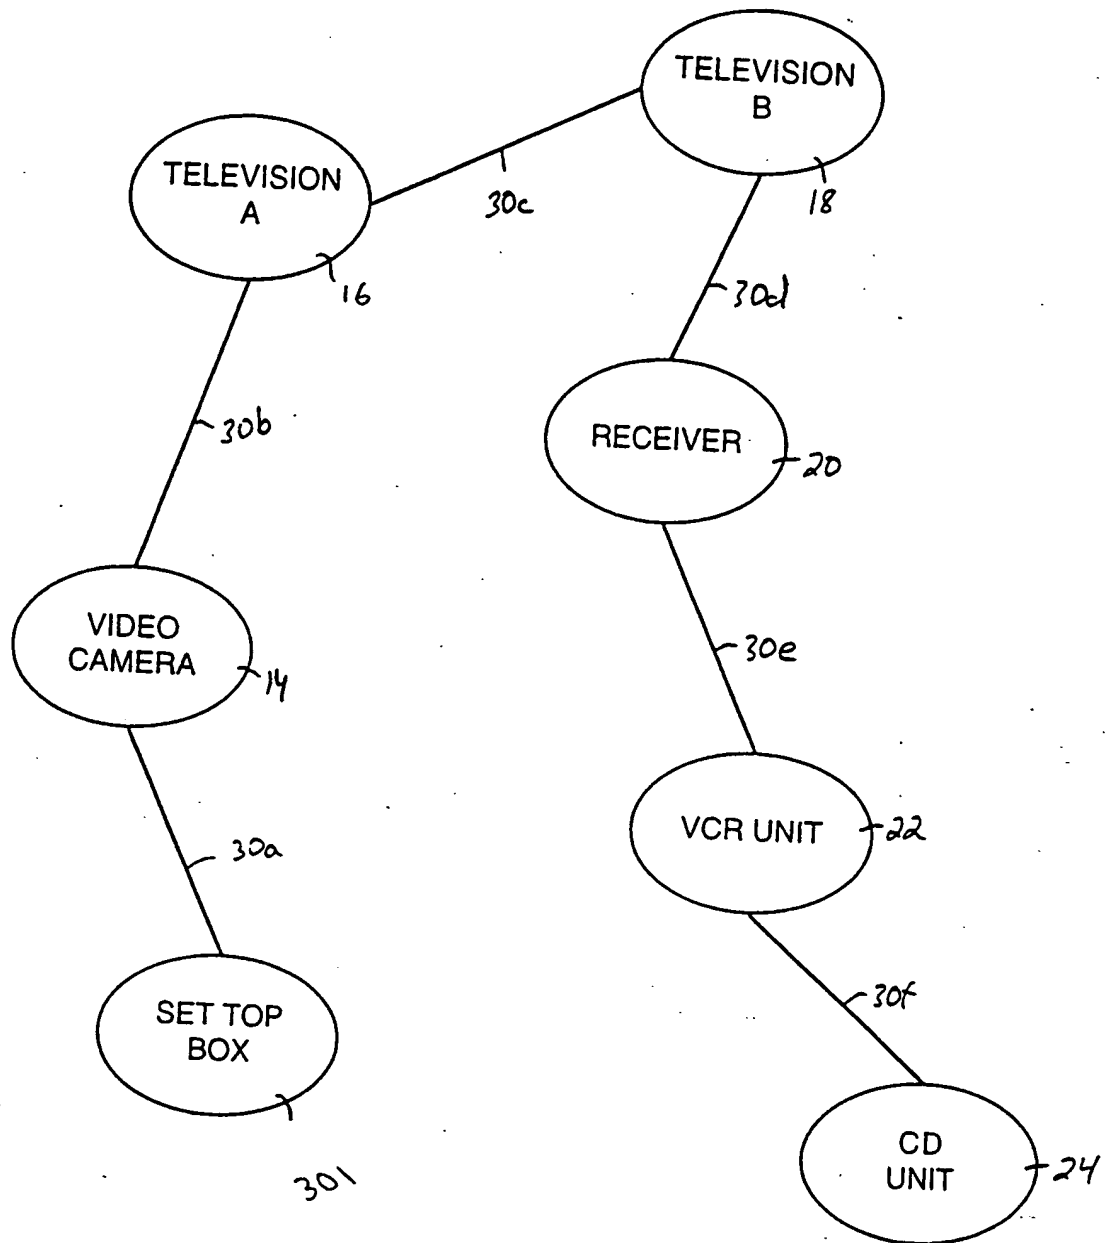 TELEVISION
B
18
TELEVISION
A
16
30c
30d
RECEIVER
20
30b
VIDEO
CAMERA
14
30e
VCR UNIT
22
30a
SET TOP
BOX
301
30f
CD
UNIT
24